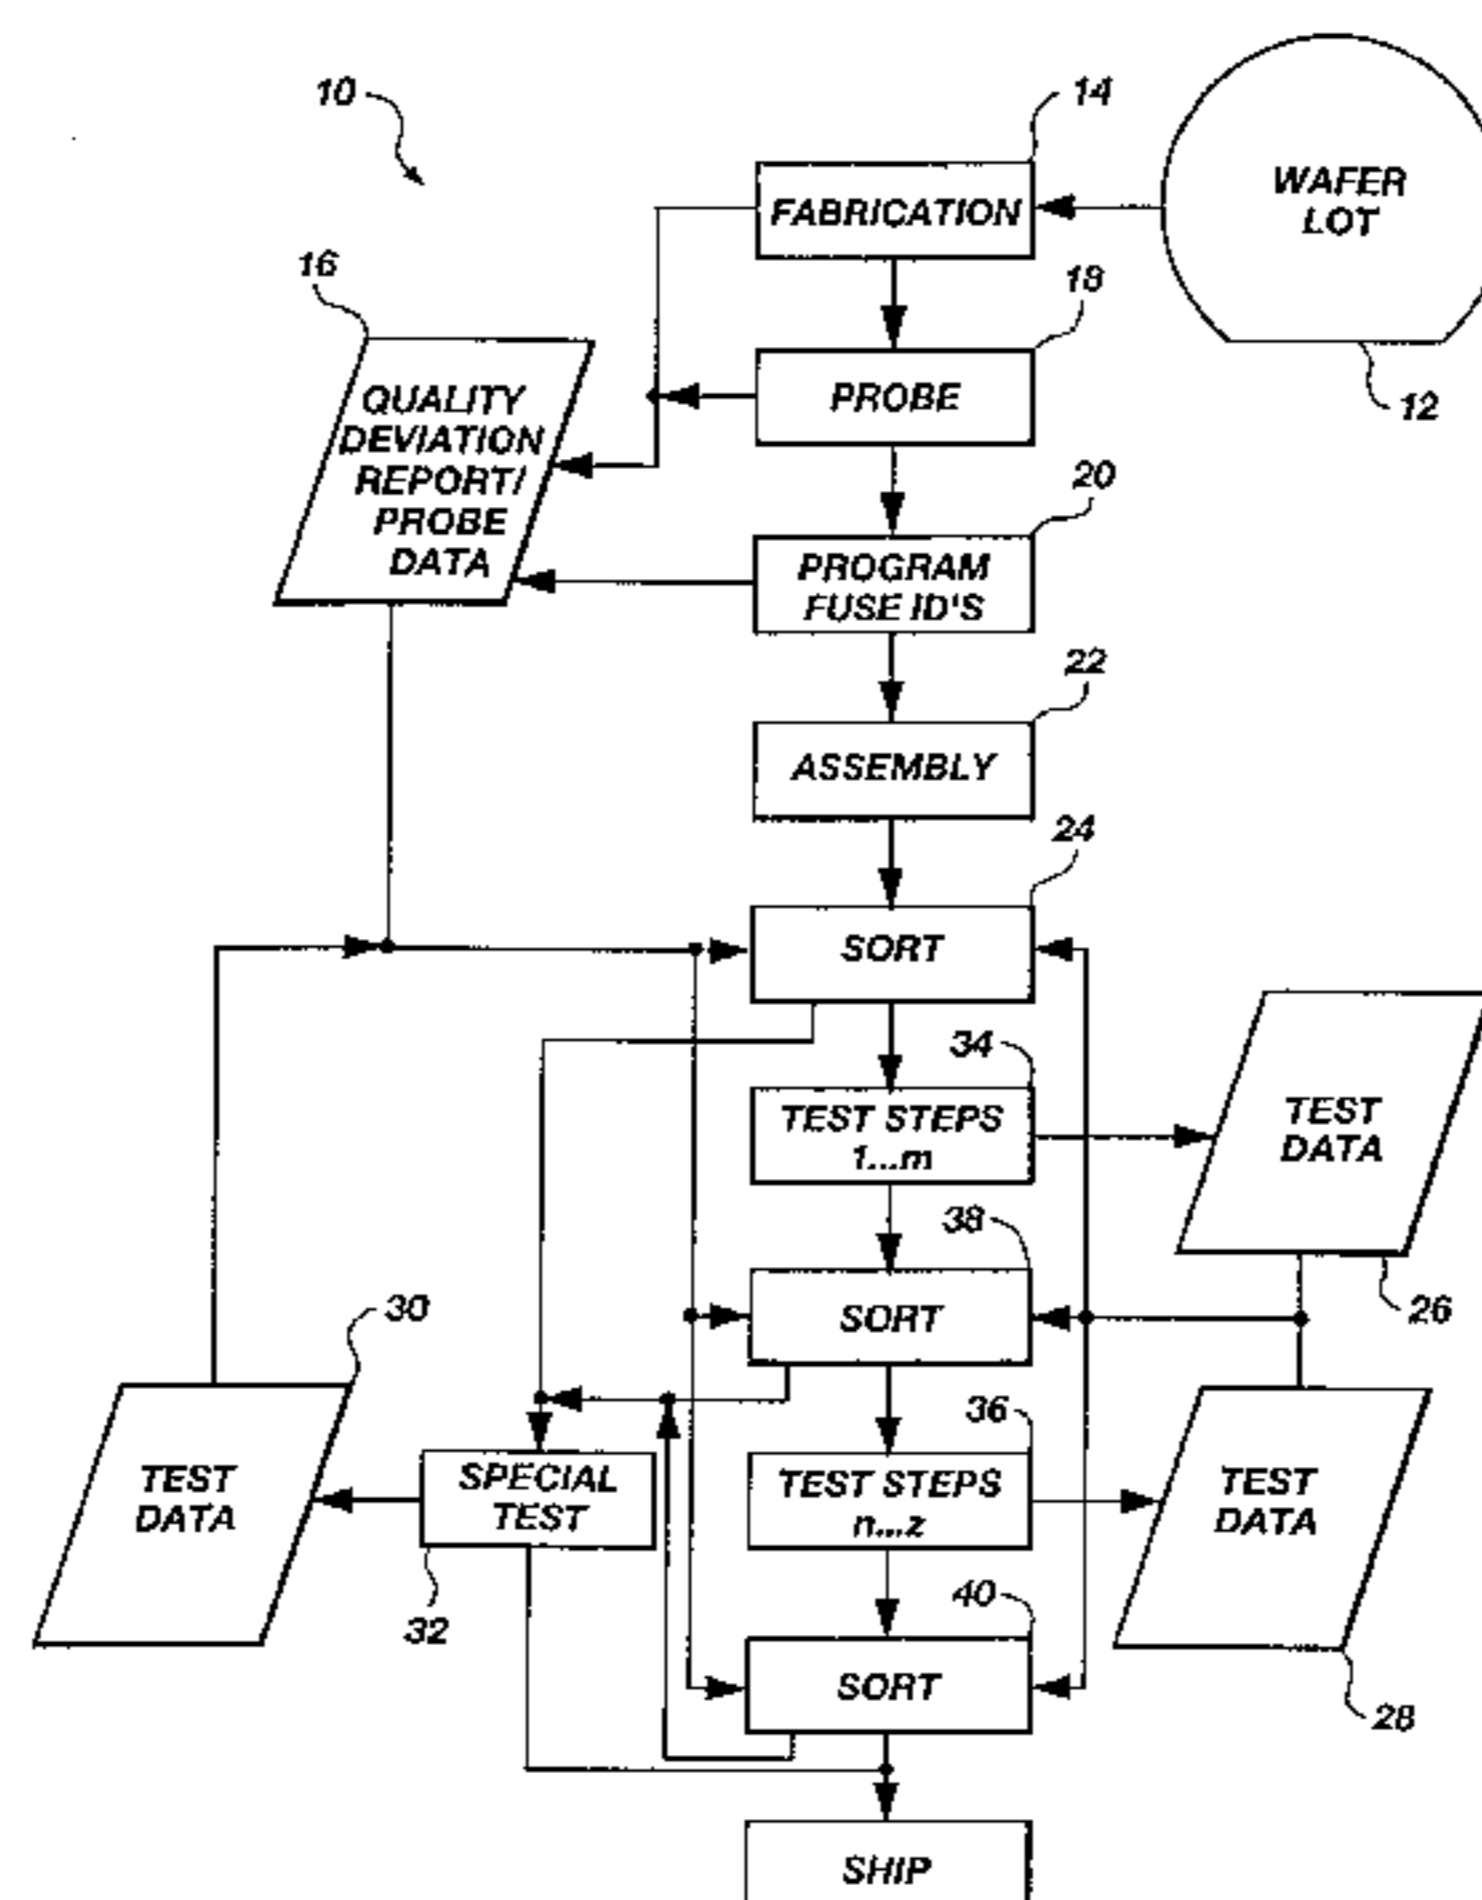 10
14
WAFER
LOT
FABRICATION
16
18
12
QUALITY
DEVIATION
REPORT/
PROBE
DATA
PROBE
20
PROGRAM
FUSE ID'S
22
ASSEMBLY
24
SORT
34
TEST STEPS
1...m
TEST
DATA
38
26
SORT
30
36
TEST
DATA
SPECIAL
TEST
TEST STEPS
n...z
TEST
DATA
32
40
SORT
28
SHIP